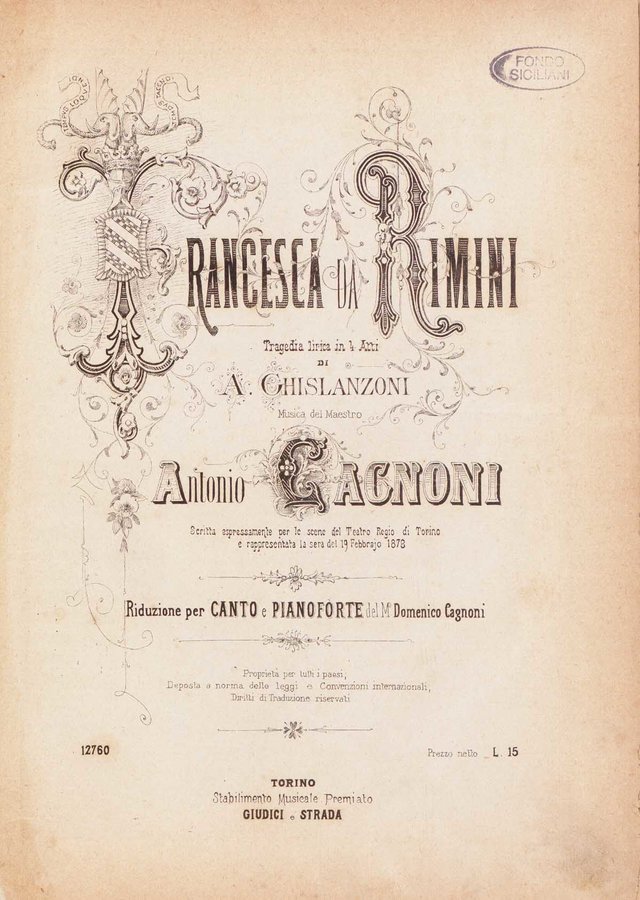 FONDO
SICILIANI
FRANCESCA DA RIMINI
Tragedia lirica in 4 Atti
DI
A. GHISLANZONI
Musica del Maestro
Antonio CAGNONI
Scritta espressamente per le scene del Teatro Regio di Torino
e rappresentata la sera del 19 Febbrajo 1878
Riduzione per CANTO e PIANOFORTE del Mº Domenico Cagnoni
Proprietà per tutti i paesi;
Deposta a norma delle leggi e Convenzioni internazionali,
Diritti di Traduzione riservati
12760
Prezzo netto L. 15
TORINO
Stabilimento Musicale Premiato
GIUDICI e STRADA